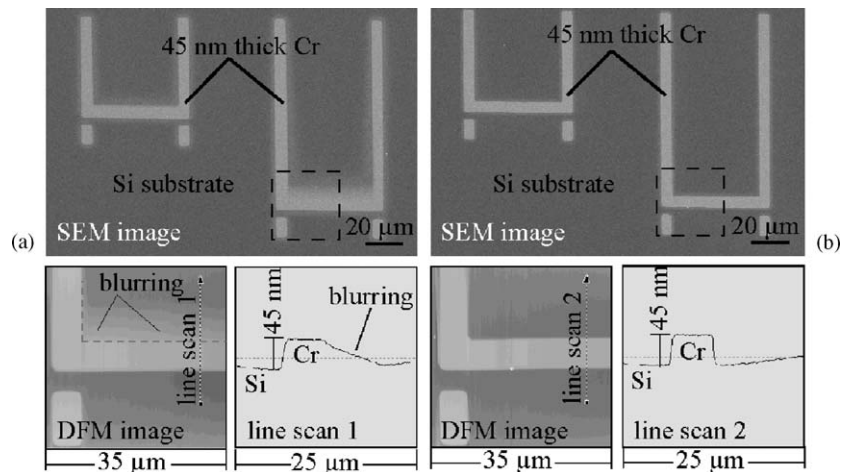 45 nm thick Cr
Si substrate
20 µm
SEM image
(a)
45 nm thick Cr
Si substrate
20 µm
SEM image
(b)
blurring
line scan 1
DFM image
35 µm
45 nm
blurring
Cr
Si
line scan 1
25 µm
line scan 2
DFM image
35 µm
45 nm
Cr
Si
line scan 2
25 µm